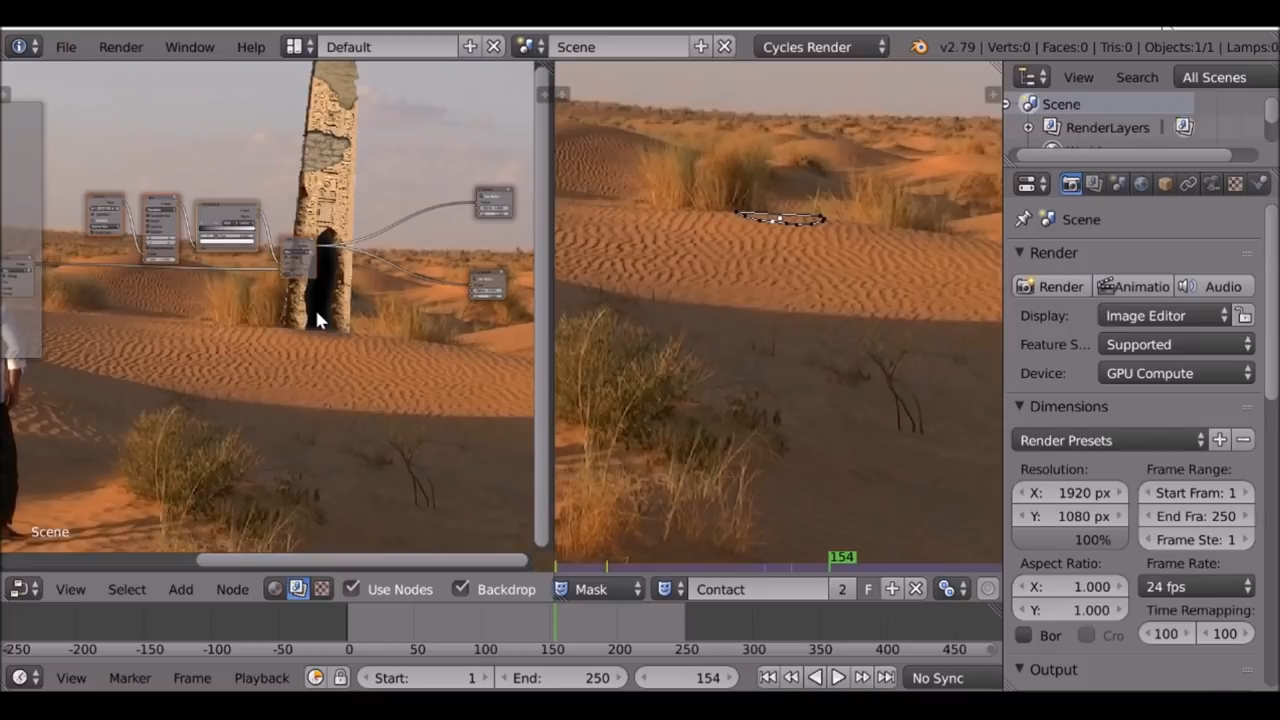 File Render Window Help Default Scene Cycles Render v2.79 | Verts:0 | Faces:0 | Tris:0 | Objects:1/1 | Lamps:0
View Search All Scenes
Scene
RenderLayers
Scene
Render
Render Animatio Audio
Display: Image Editor
Feature S... Supported
Device: GPU Compute
Dimensions
Render Presets
Resolution: Frame Range:
X: 1920 px Start Fram: 1
Y: 1080 px End Fra: 250
100% Frame Ste: 1
Aspect Ratio: Frame Rate:
X: 1.000 24 fps
Y: 1.000 Time Remapping:
Bor Cro 100 100
Output
Scene
154
View Select Add Node Use Nodes Backdrop Mask Contact 2 F
-250 -200 -150 -100 -50 0 50 100 150 200 250 300 350 400 450
View Marker Frame Playback Start: 1 End: 250 154 No Sync